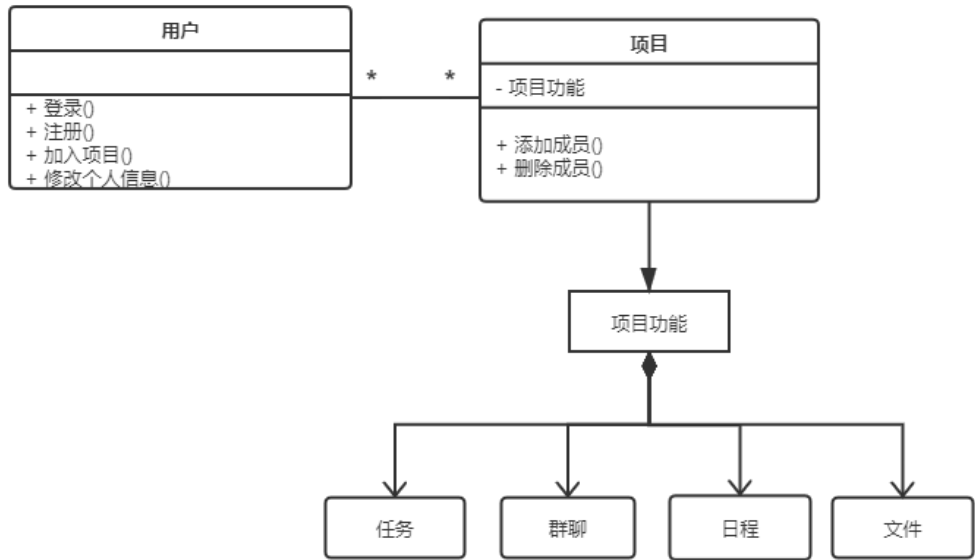 用户
+ 登录()
+ 注册()
+ 加入项目()
+ 修改个人信息()
* *
项目
- 项目功能
+ 添加成员()
+ 删除成员()
项目功能
任务
群聊
日程
文件